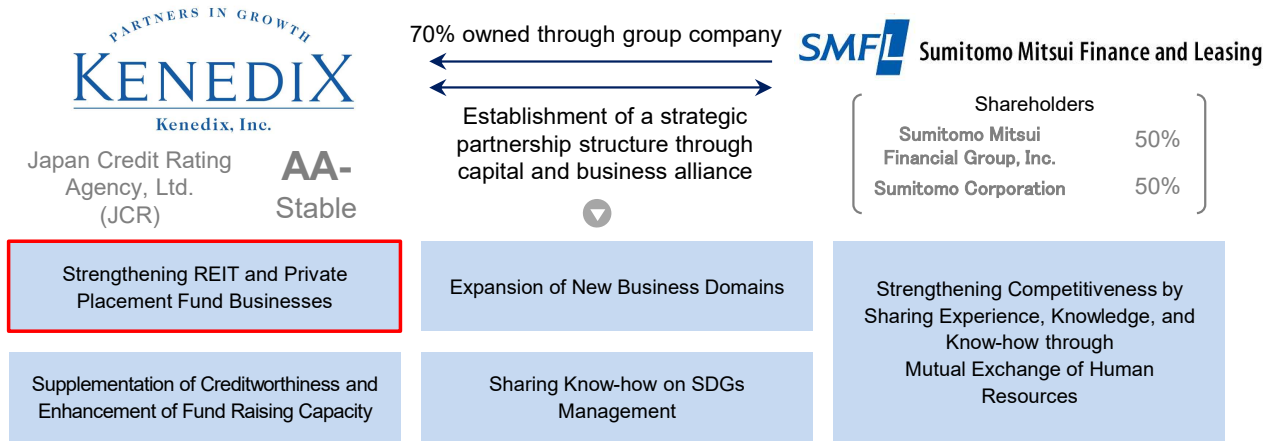 PARTNERS IN GROWTH
KENEDIX
Kenedix, Inc.
Japan Credit Rating
Agency, Ltd.
(JCR)
AA-
Stable
70% owned through group company
Establishment of a strategic
partnership structure through
capital and business alliance
SMFL Sumitomo Mitsui Finance and Leasing
Shareholders
Sumitomo Mitsui
Financial Group, Inc.
50%
Sumitomo Corporation
50%
Strengthening REIT and Private
Placement Fund Businesses
Expansion of New Business Domains
Strengthening Competitiveness by
Sharing Experience, Knowledge, and
Know-how through
Mutual Exchange of Human
Resources
Supplementation of Creditworthiness and
Enhancement of Fund Raising Capacity
Sharing Know-how on SDGs
Management